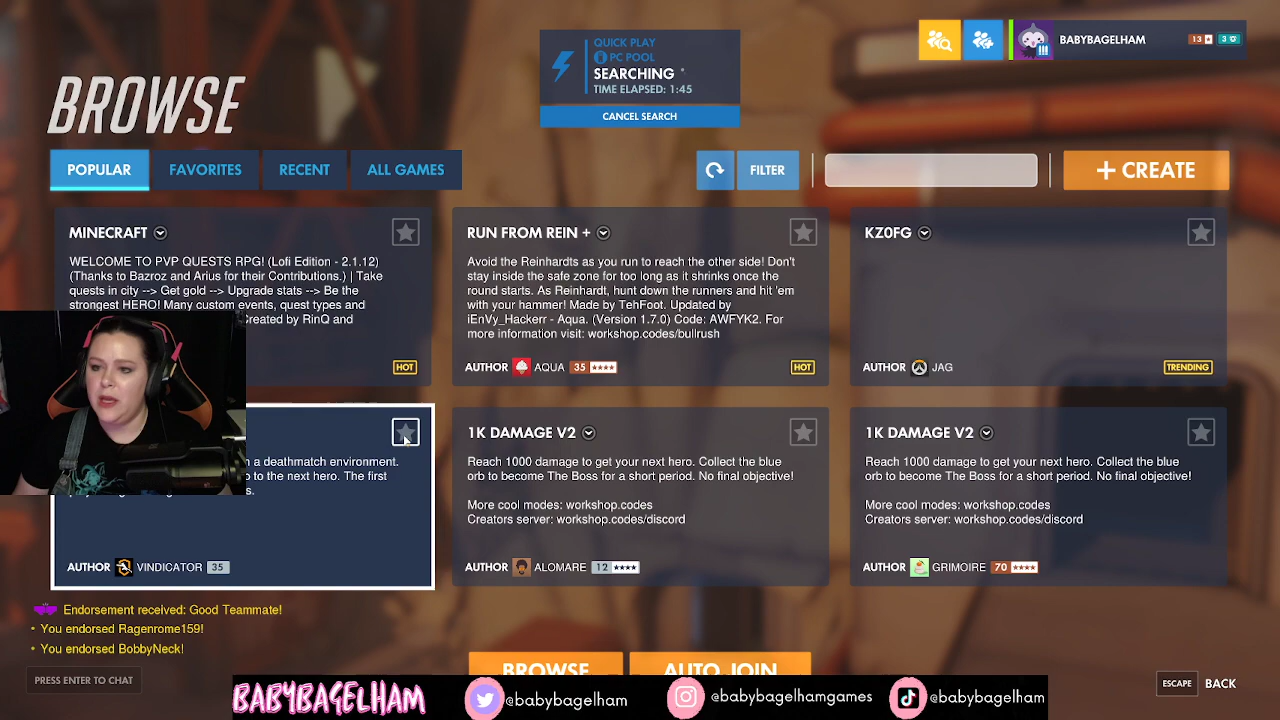 QUICK PLAY
PC POOL
SEARCHING
TIME ELAPSED: 1:45
CANCEL SEARCH
BABYBAGELHAM
13
3
BROWSE
POPULAR
FAVORITES
RECENT
ALL GAMES
FILTER
+ CREATE
MINECRAFT
WELCOME TO PVP QUESTS RPG! (Lofi Edition - 2.1.12)
(Thanks to Bazroz and Arius for their Contributions.) | Take
quests in city --> Get gold --> Upgrade stats --> Be the
strongest HERO! Many custom events, quest types and
Created by RinQ and
HOT
RUN FROM REIN +
Avoid the Reinhardts as you run to reach the other side! Don't
stay inside the safe zone for too long as it shrinks once the
round starts. As Reinhardt, hunt down the runners and hit 'em
with your hammer! Made by TehFoot. Updated by
iEnVy_Hackerr - Aqua. (Version 1.7.0) Code: AWFYK2. For
more information visit: workshop.codes/bullrush
AUTHOR AQUA 35
HOT
KZ0FG
AUTHOR JAG
TRENDING
a deathmatch environment.
to the next hero. The first
AUTHOR VINDICATOR 35
1K DAMAGE V2
Reach 1000 damage to get your next hero. Collect the blue
orb to become The Boss for a short period. No final objective!
More cool modes: workshop.codes
Creators server: workshop.codes/discord
AUTHOR ALOMARE 12
1K DAMAGE V2
Reach 1000 damage to get your next hero. Collect the blue
orb to become The Boss for a short period. No final objective!
More cool modes: workshop.codes
Creators server: workshop.codes/discord
AUTHOR GRIMOIRE 70
Endorsement received: Good Teammate!
• You endorsed Ragenrome159!
• You endorsed BobbyNeck!
PRESS ENTER TO CHAT
BROWSE
AUTO JOIN
ESCAPE BACK
BABYBAGELHAM
@babybagelham
@babybagelhamgames
@babybagelham